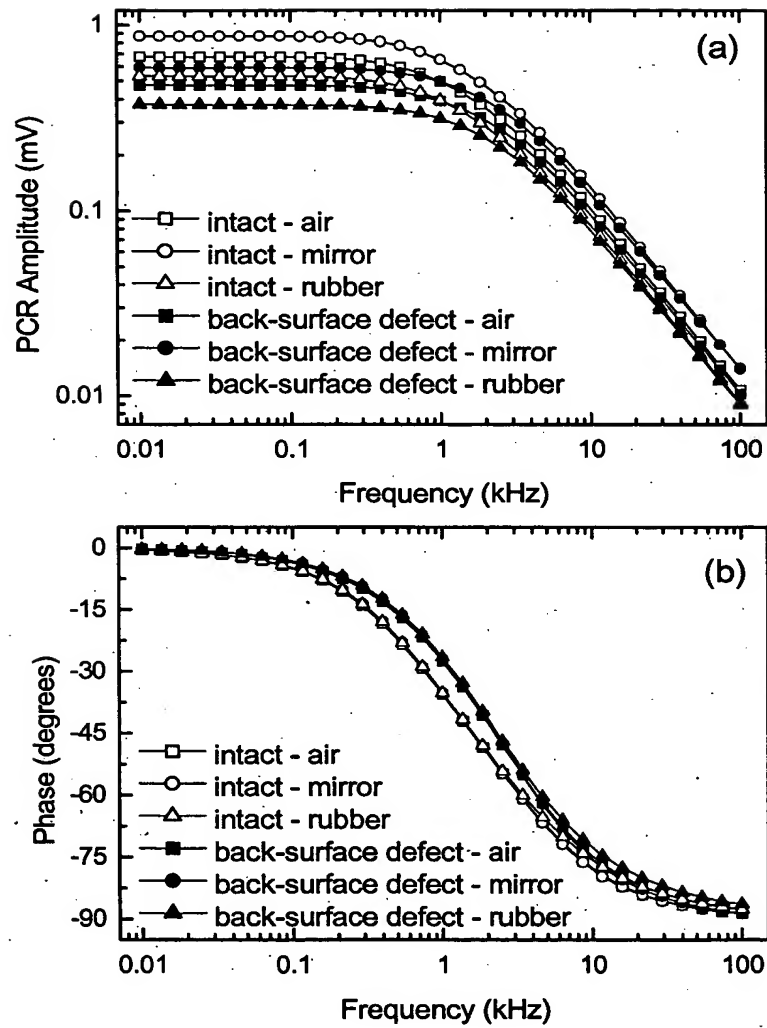 (a)
1
0.1
0.01
PCR Amplitude (mV)
intact - air
intact - mirror
intact - rubber
back-surface defect - air
back-surface defect - mirror
back-surface defect - rubber
0.01 0.1 1 10 100
Frequency (kHz)
(b)
0
-15
-30
-45
-60
-75
-90
Phase (degrees)
intact - air
intact - mirror
intact - rubber
back-surface defect - air
back-surface defect - mirror
back-surface defect - rubber
0.01 0.1 1 10 100
Frequency (kHz)